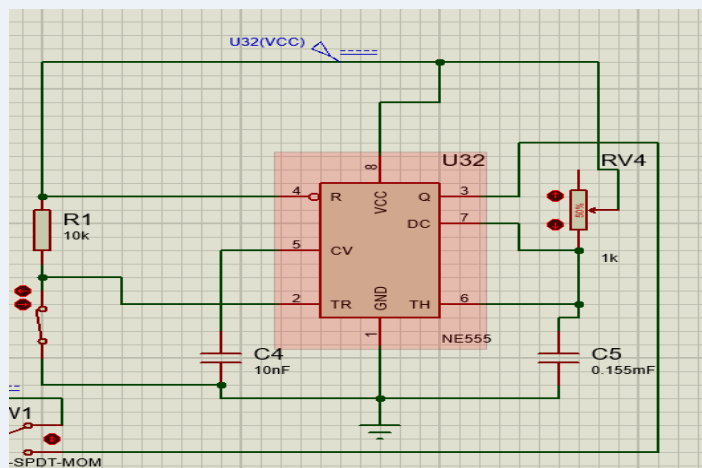 U32(VCC)
U32
RV4
8
4
R
VCC
Q
3
R1
10k
DC
7
50%
5
CV
1k
2
TR
GND
TH
6
1
NE555
C4
10nF
C5
0.155mF
W1
-SPDT-MOM